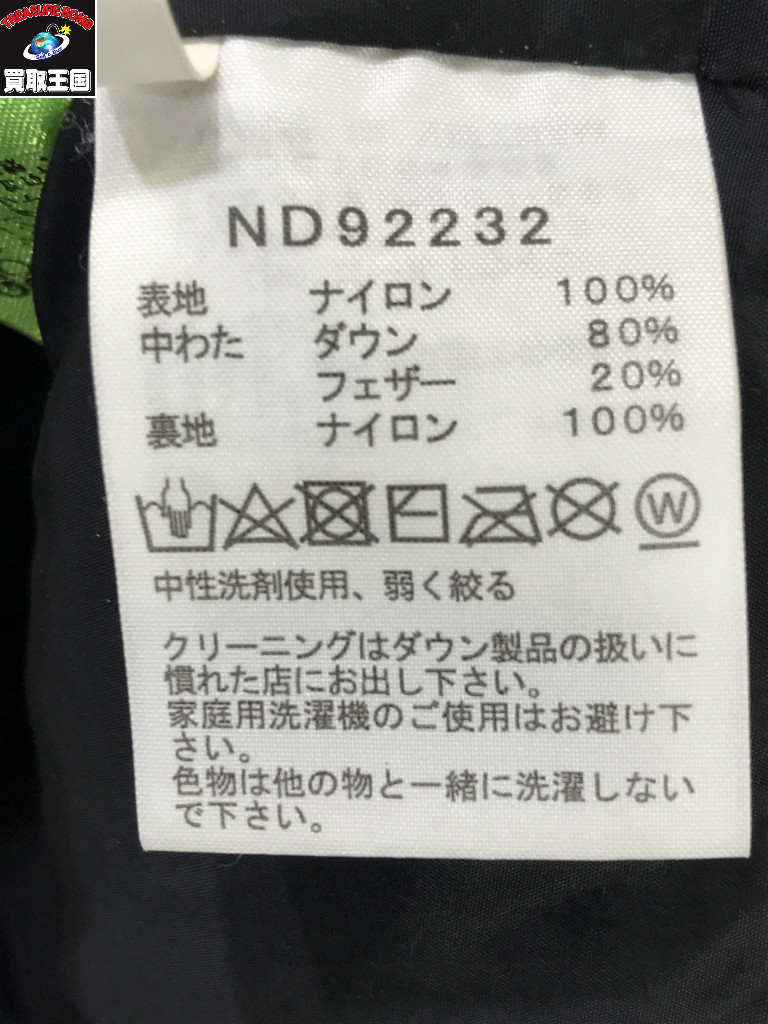 TREASURE BOMB
買取王国
ND92232
表地 ナイロン 100%
中わた ダウン 80%
フェザー 20%
裏地 ナイロン 100%
W
中性洗剤使用、弱く絞る
クリーニングはダウン製品の扱いに
慣れた店にお出し下さい。
家庭用洗濯機のご使用はお避け下
さい。
色物は他の物と一緒に洗濯しない
で下さい。